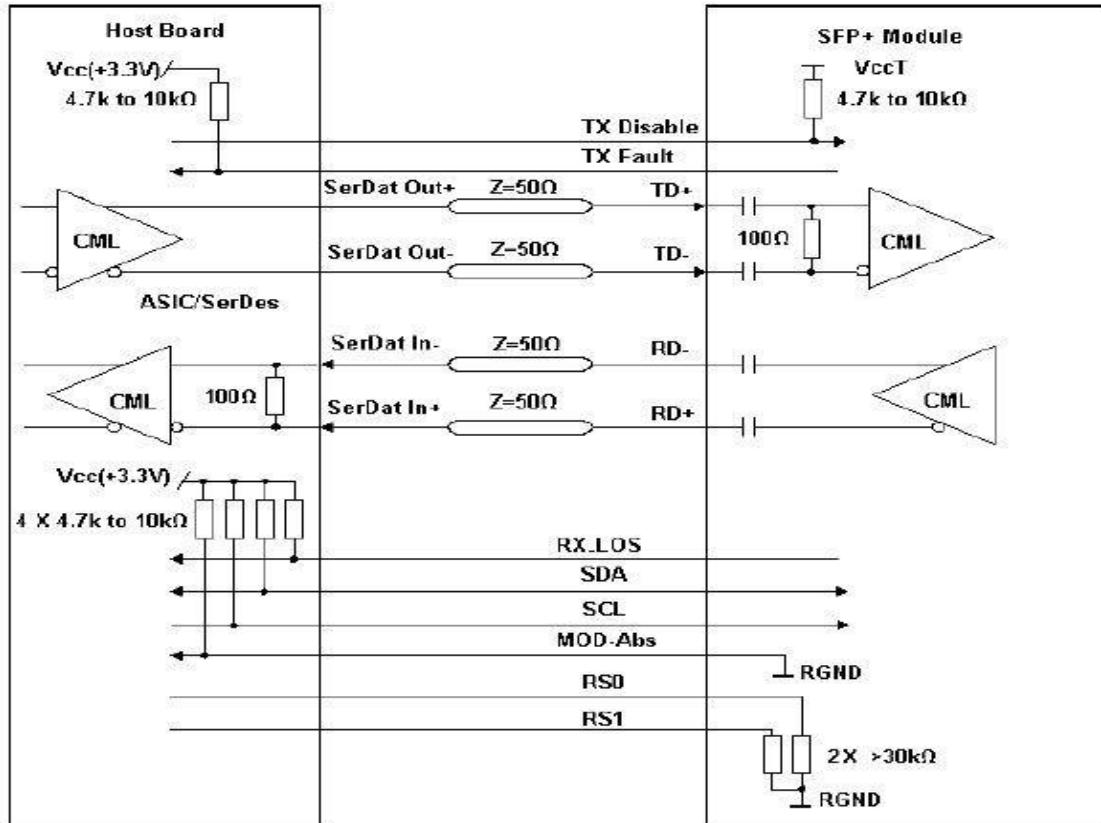 Host Board
SFP+ Module
Vcc(+3.3V)
4.7k to 10kΩ
VccT
4.7k to 10kΩ
TX Disable
TX Fault
SerDat Out+
Z=50Ω
TD+
CML
100Ω
CML
SerDat Out-
Z=50Ω
TD-
ASIC/SerDes
SerDat In-
Z=50Ω
RD-
CML
100Ω
SerDat In+
Z=50Ω
RD+
CML
Vcc(+3.3V)
4 X 4.7k to 10kΩ
RX_LOS
SDA
SCL
MOD-Abs
RGND
RS0
RS1
2X >30kΩ
RGND